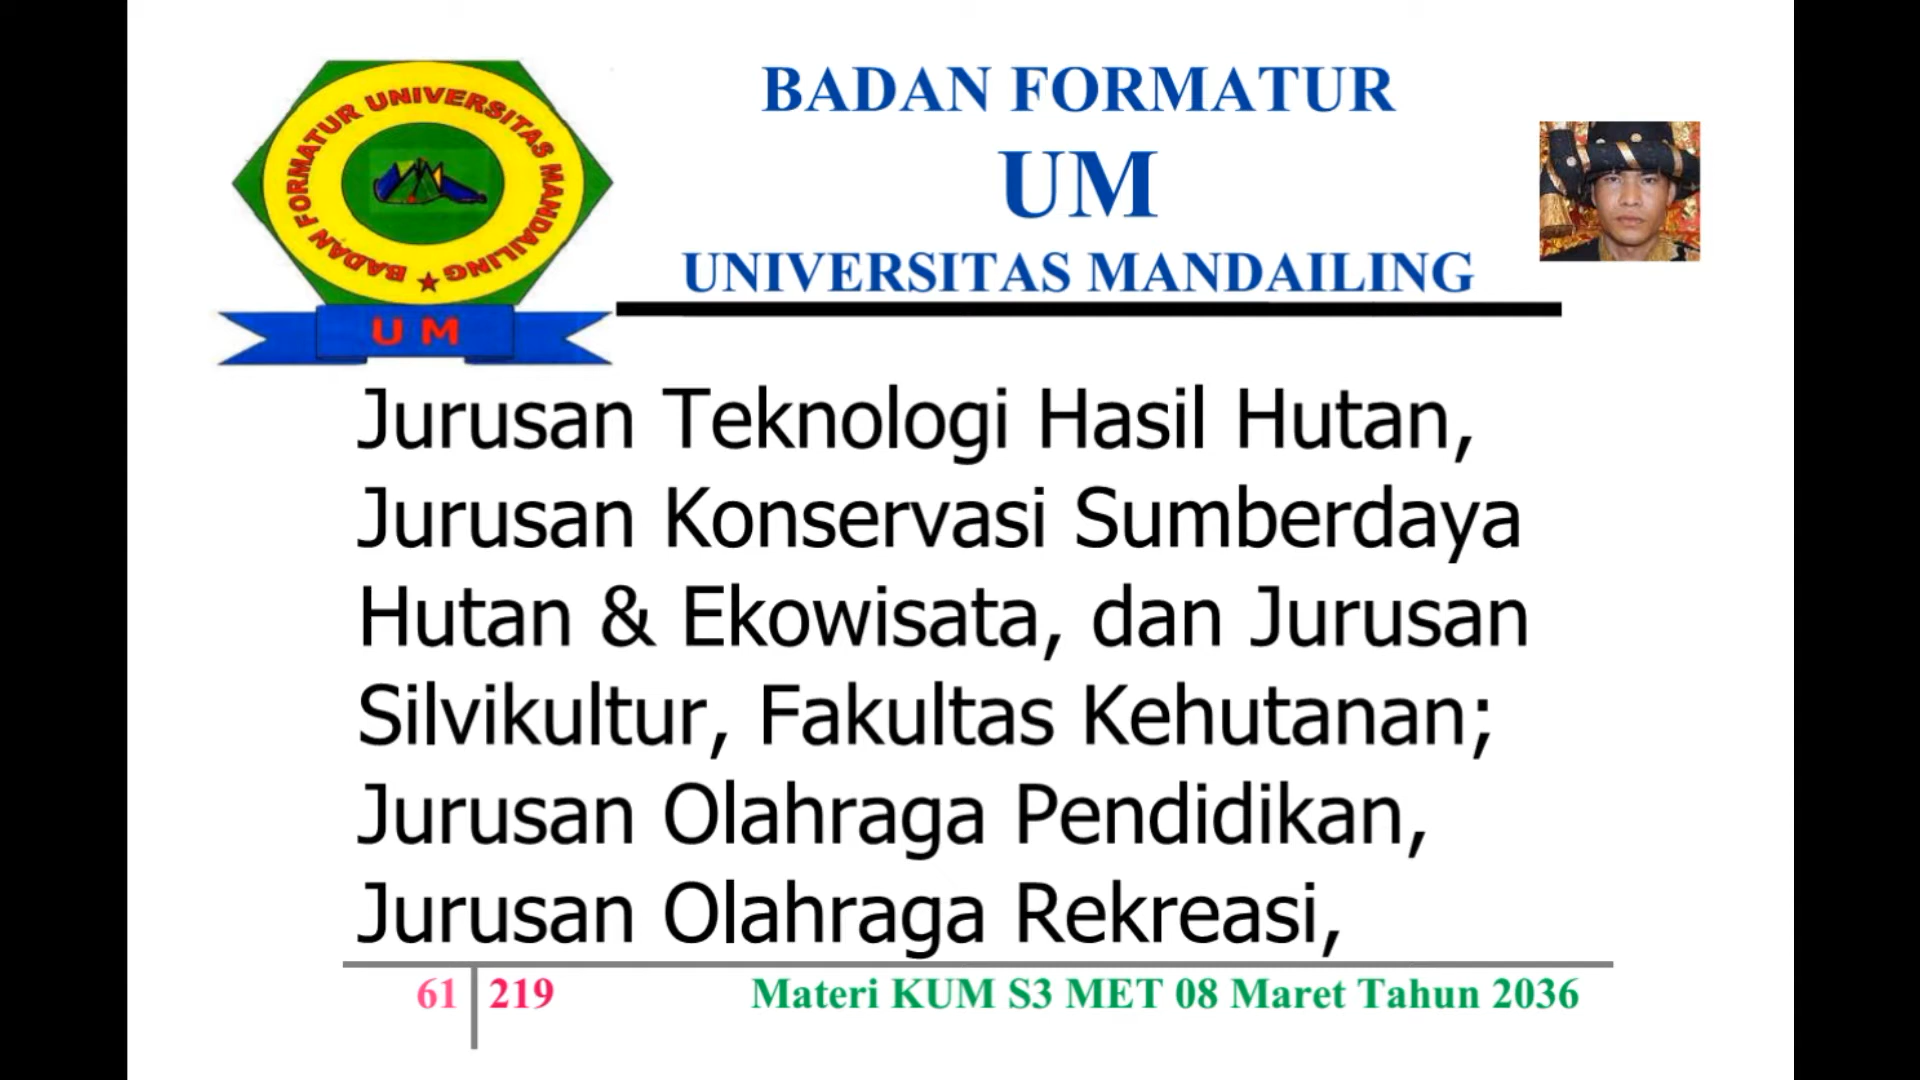 BADAN FORMATUR UNIVERSITAS MANDAILING
U M
BADAN FORMATUR
UM
UNIVERSITAS MANDAILING
Jurusan Teknologi Hasil Hutan,
Jurusan Konservasi Sumberdaya
Hutan & Ekowisata, dan Jurusan
Silvikultur, Fakultas Kehutanan;
Jurusan Olahraga Pendidikan,
Jurusan Olahraga Rekreasi,
61 219 Materi KUM S3 MET 08 Maret Tahun 2036